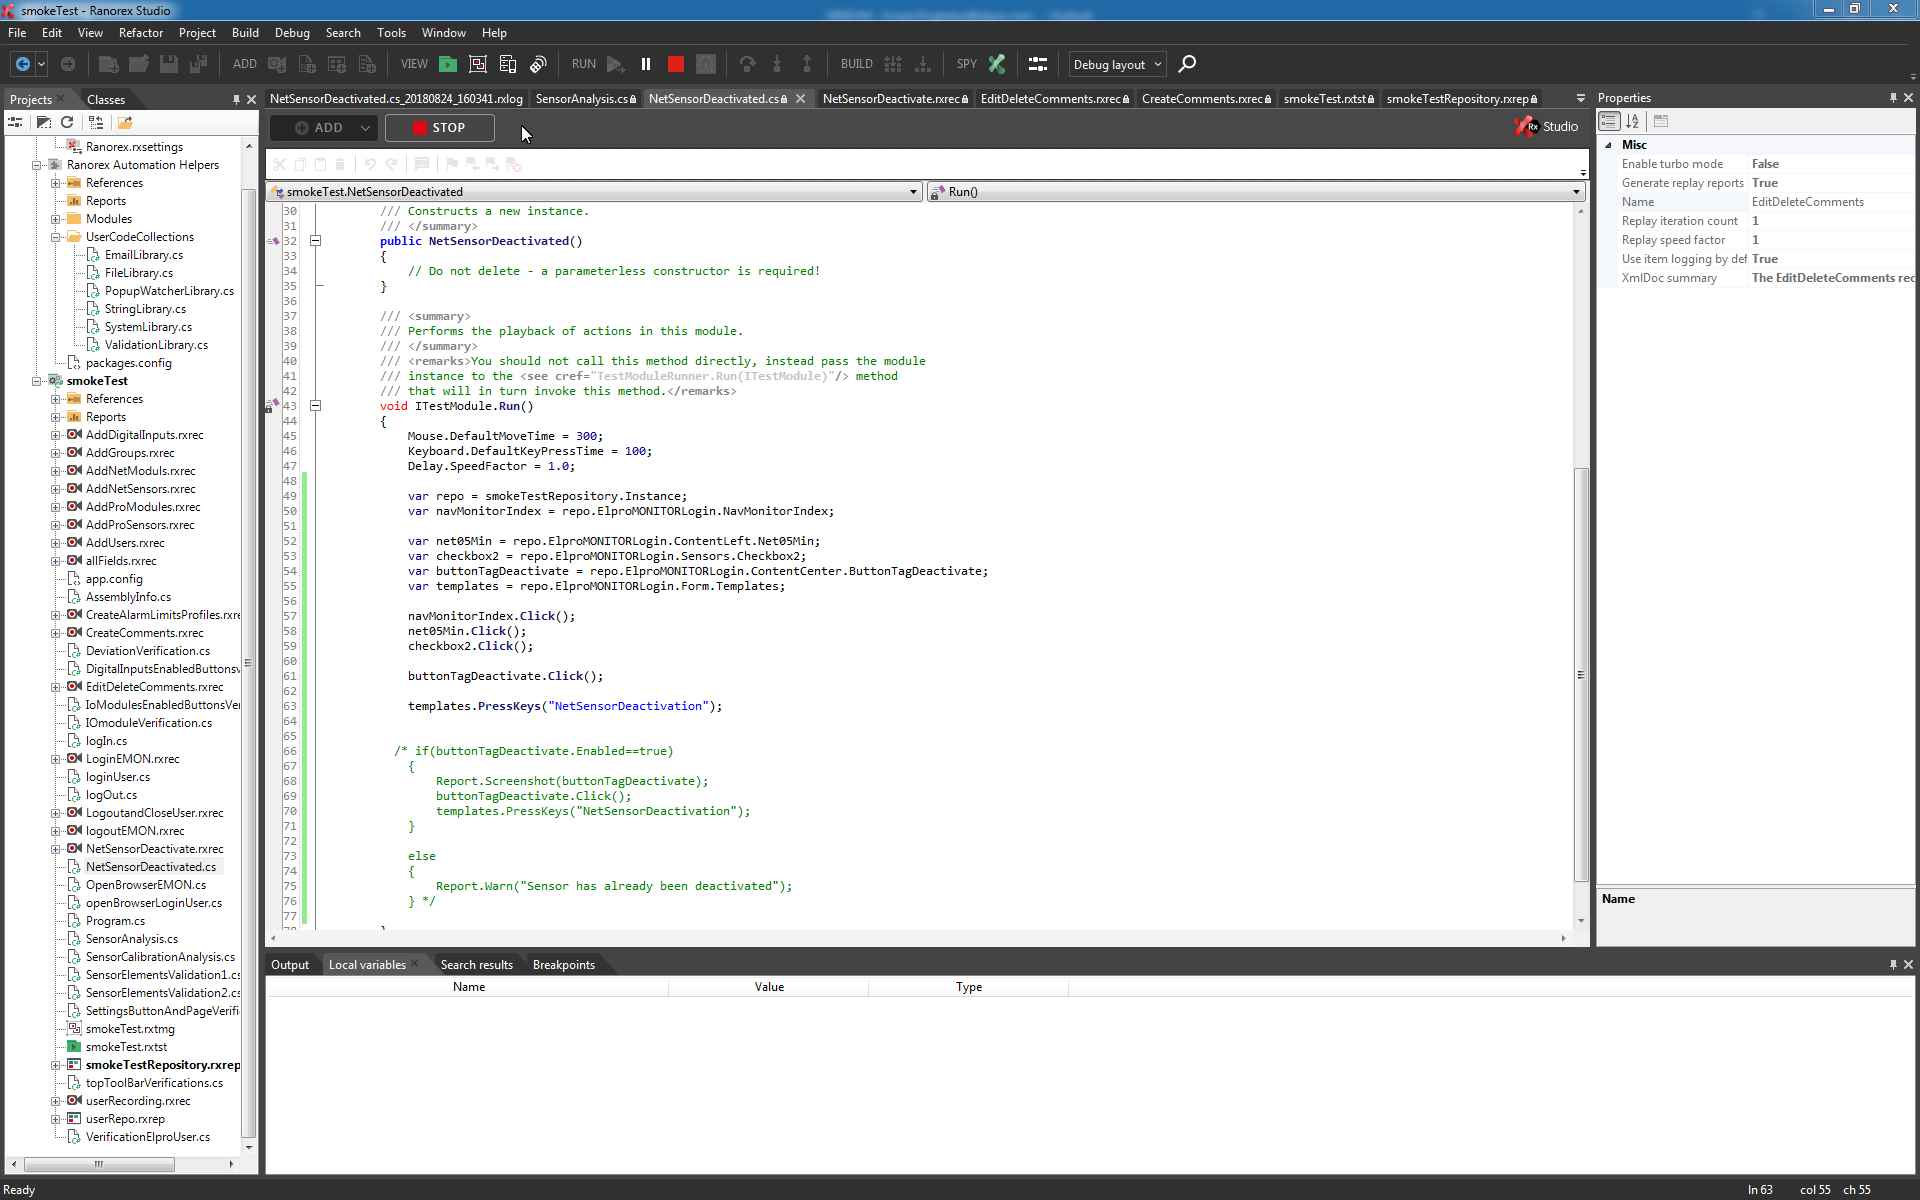 smokeTest - Ranorex Studio
File Edit View Refactor Project Build Debug Search Tools Window Help
ADD VIEW RUN BUILD SPY Debug layout
Projects Classes
NetSensorDeactivated.cs_20180824_160341.rxlog SensorAnalysis.cs NetSensorDeactivated.cs NetSensorDeactivate.rxrec EditDeleteComments.rxrec CreateComments.rxrec smokeTest.rxtst smokeTestRepository.rxrep
Properties
ADD STOP
Rx Studio
smokeTest.NetSensorDeactivated Run()
Ranorex.rxsettings
Ranorex Automation Helpers
References
Reports
Modules
UserCodeCollections
EmailLibrary.cs
FileLibrary.cs
PopupWatcherLibrary.cs
StringLibrary.cs
SystemLibrary.cs
ValidationLibrary.cs
packages.config
smokeTest
References
Reports
AddDigitalInputs.rxrec
AddGroups.rxrec
AddNetModuls.rxrec
AddNetSensors.rxrec
AddProModules.rxrec
AddProSensors.rxrec
AddUsers.rxrec
allFields.rxrec
app.config
AssemblyInfo.cs
CreateAlarmLimitsProfiles.rxre
CreateComments.rxrec
DeviationVerification.cs
DigitalInputsEnabledButtonsv
EditDeleteComments.rxrec
IoModulesEnabledButtonsVer
IOmoduleVerification.cs
logIn.cs
LoginEMON.rxrec
loginUser.cs
logOut.cs
LogoutandCloseUser.rxrec
logoutEMON.rxrec
NetSensorDeactivate.rxrec
NetSensorDeactivated.cs
OpenBrowserEMON.cs
openBrowserLoginUser.cs
Program.cs
SensorAnalysis.cs
SensorCalibrationAnalysis.cs
SensorElementsValidation1.cs
SensorElementsValidation2.cs
SettingsButtonAndPageVerifi
smokeTest.rxtmg
smokeTest.rxtst
smokeTestRepository.rxrep
topToolBarVerifications.cs
userRecording.rxrec
userRepo.rxrep
VerificationElproUser.cs
30 /// Constructs a new instance.
31 /// </summary>
32 public NetSensorDeactivated()
33 {
34 // Do not delete - a parameterless constructor is required!
35 }
36
37 /// <summary>
38 /// Performs the playback of actions in this module.
39 /// </summary>
40 /// <remarks>You should not call this method directly, instead pass the module
41 /// instance to the <see cref="TestModuleRunner.Run(ITestModule)"/> method
42 /// that will in turn invoke this method.</remarks>
43 void ITestModule.Run()
44 {
45 Mouse.DefaultMoveTime = 300;
46 Keyboard.DefaultKeyPressTime = 100;
47 Delay.SpeedFactor = 1.0;
48
49 var repo = smokeTestRepository.Instance;
50 var navMonitorIndex = repo.ElproMONITORLogin.NavMonitorIndex;
51
52 var net05Min = repo.ElproMONITORLogin.ContentLeft.Net05Min;
53 var checkbox2 = repo.ElproMONITORLogin.Sensors.Checkbox2;
54 var buttonTagDeactivate = repo.ElproMONITORLogin.ContentCenter.ButtonTagDeactivate;
55 var templates = repo.ElproMONITORLogin.Form.Templates;
56
57 navMonitorIndex.Click();
58 net05Min.Click();
59 checkbox2.Click();
60
61 buttonTagDeactivate.Click();
62
63 templates.PressKeys("NetSensorDeactivation");
64
65
66 /* if(buttonTagDeactivate.Enabled==true)
67 {
68 Report.Screenshot(buttonTagDeactivate);
69 buttonTagDeactivate.Click();
70 templates.PressKeys("NetSensorDeactivation");
71 }
72
73 else
74 {
75 Report.Warn("Sensor has already been deactivated");
76 } */
77
78 }
Misc
Enable turbo mode False
Generate replay reports True
Name EditDeleteComments
Replay iteration count 1
Replay speed factor 1
Use item logging by def True
XmlDoc summary The EditDeleteComments rec
Name
Output Local variables Search results Breakpoints
Name Value Type
Ready
ln 63 col 55 ch 55